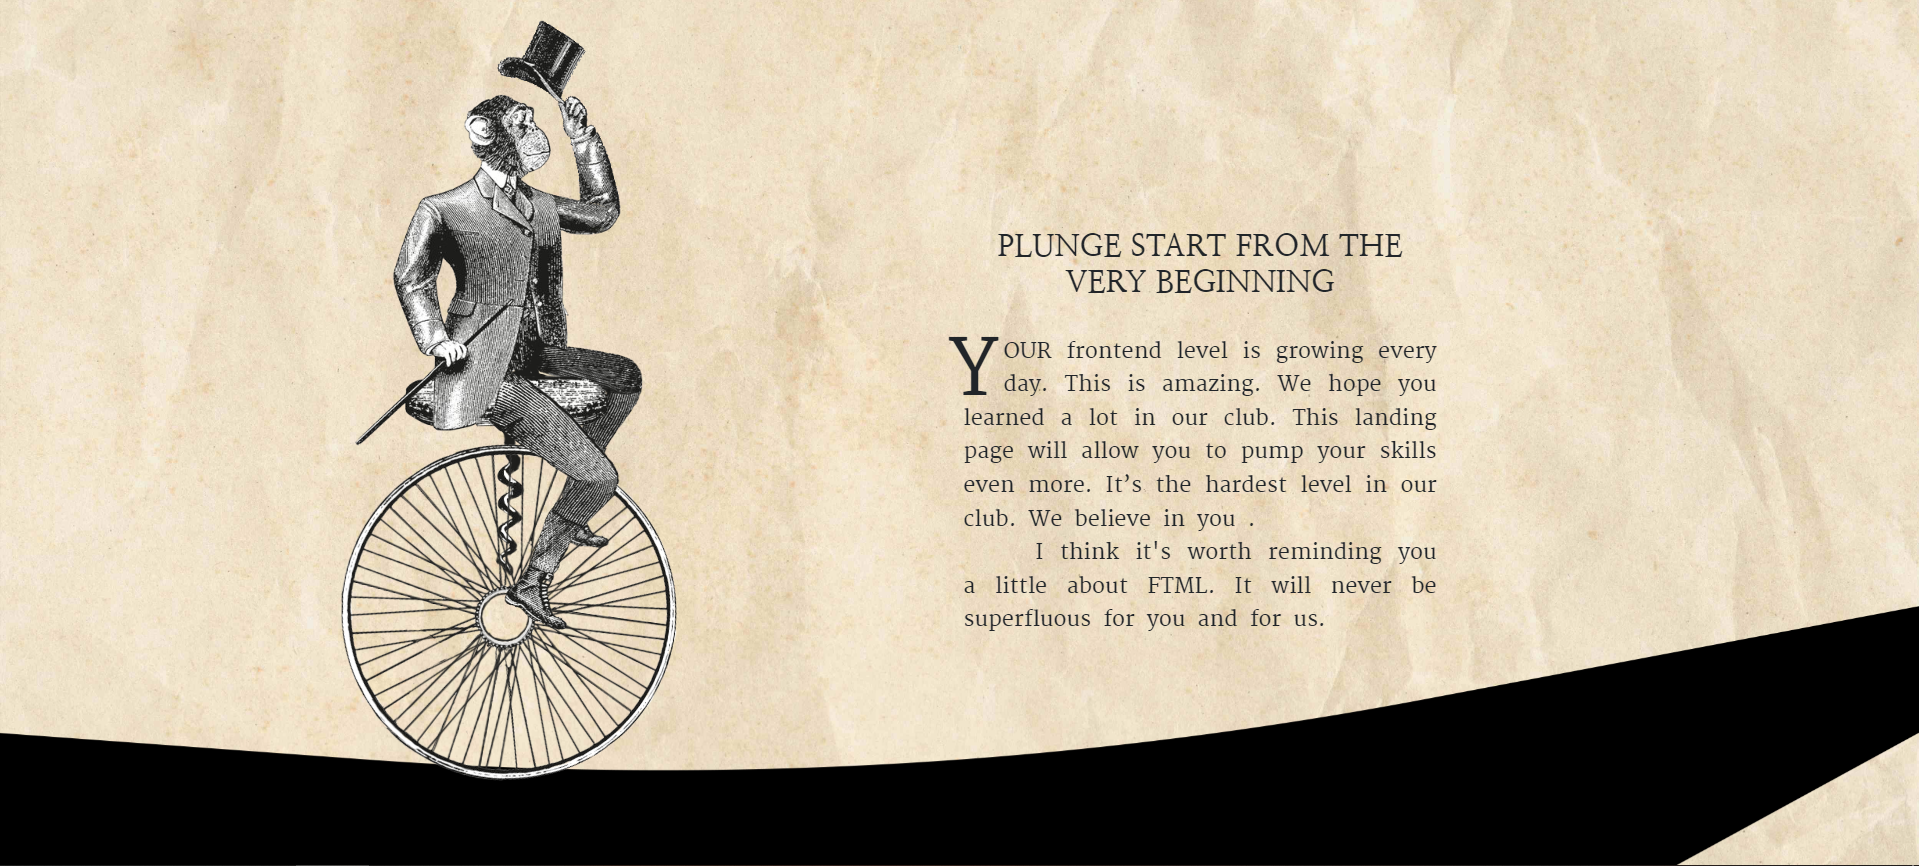 PLUNGE START FROM THE
VERY BEGINNING
YOUR frontend level is growing every
day. This is amazing. We hope you
learned a lot in our club. This landing
page will allow you to pump your skills
even more. It’s the hardest level in our
club. We believe in you .
I think it's worth reminding you
a little about FTML. It will never be
superfluous for you and for us.